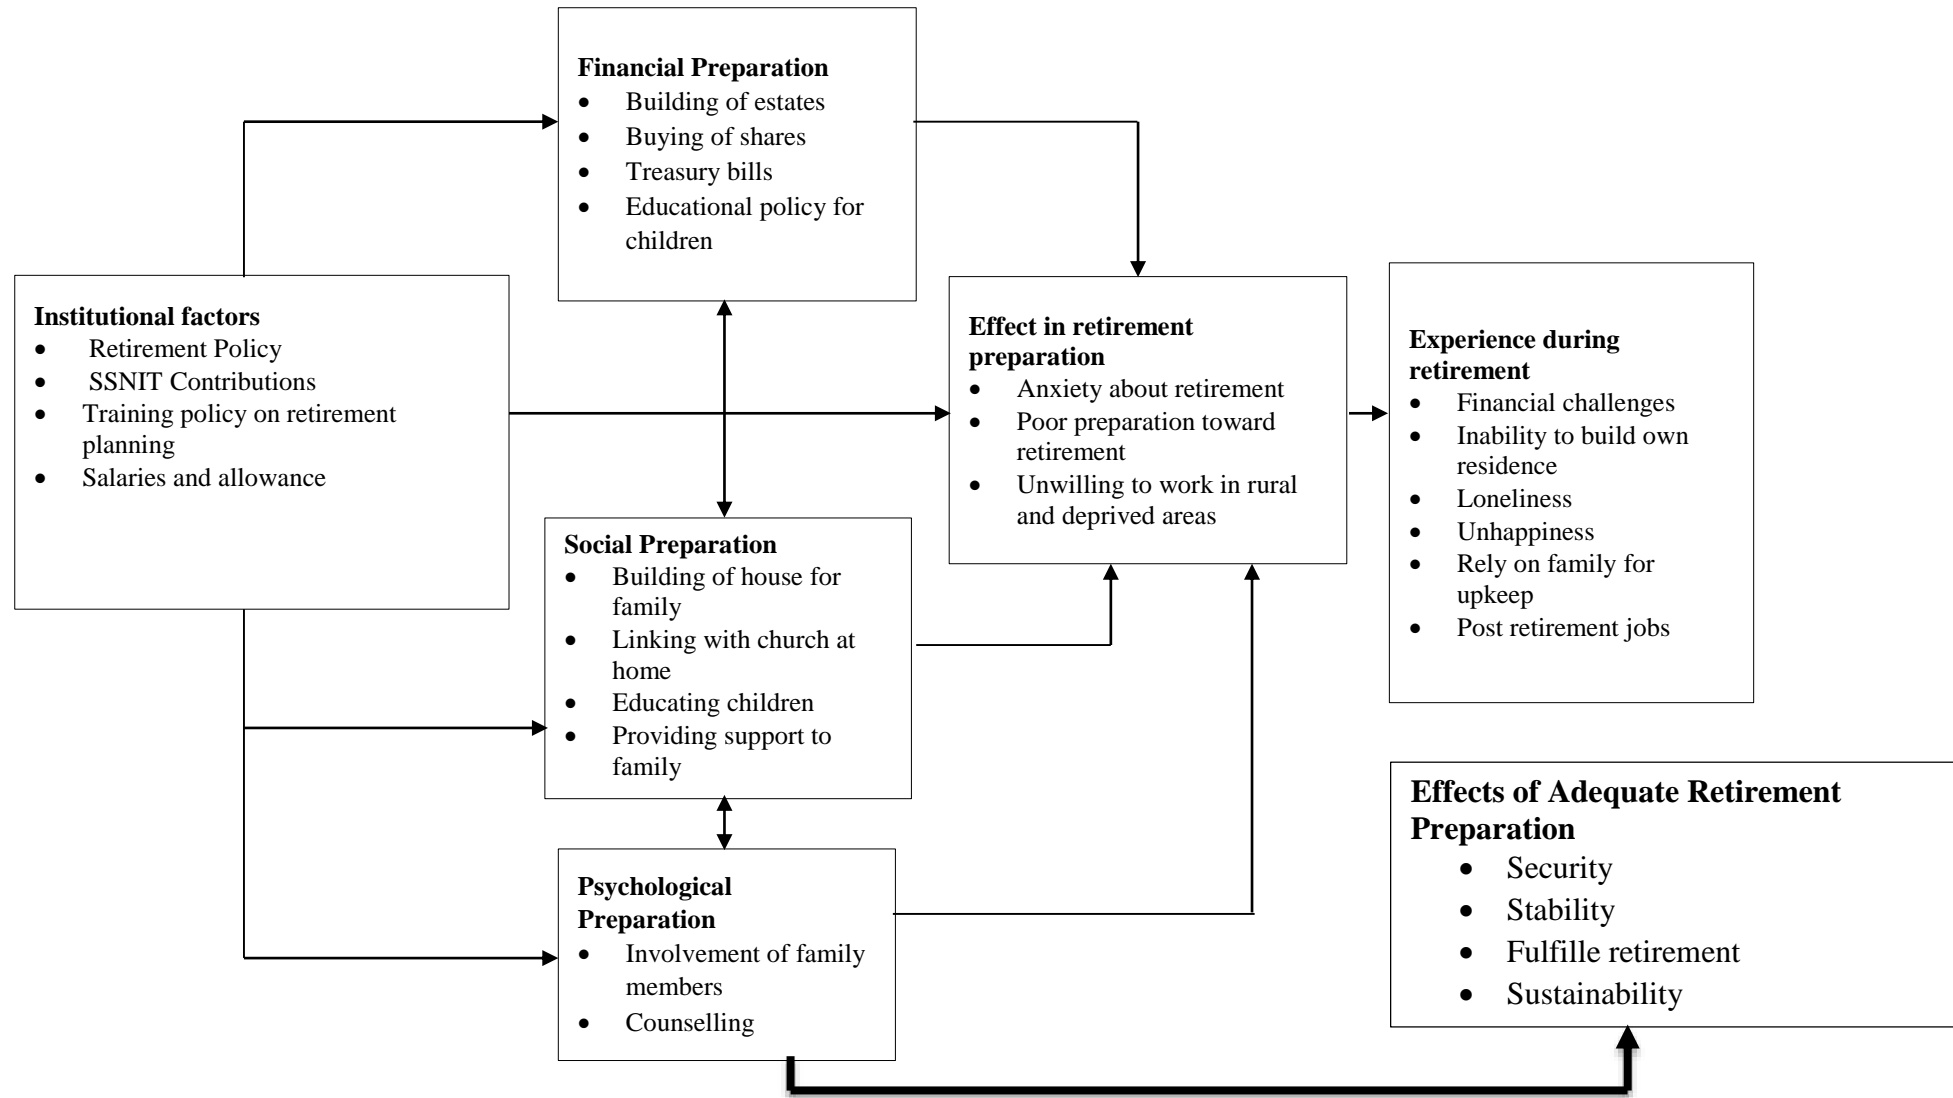 Financial Preparation
• Building of estates
• Buying of shares
• Treasury bills
• Educational policy for
children
Institutional factors
• Retirement Policy
• SSNIT Contributions
• Training policy on retirement
planning
• Salaries and allowance
Social Preparation
• Building of house for
family
• Linking with church at
home
• Educating children
• Providing support to
family
Psychological
Preparation
• Involvement of family
members
• Counselling
Effect in retirement
preparation
• Anxiety about retirement
• Poor preparation toward
retirement
• Unwilling to work in rural
and deprived areas
Experience during
retirement
• Financial challenges
• Inability to build own
residence
• Loneliness
• Unhappiness
• Rely on family for
upkeep
• Post retirement jobs
Effects of Adequate Retirement
Preparation
• Security
• Stability
• Fulfille retirement
• Sustainability